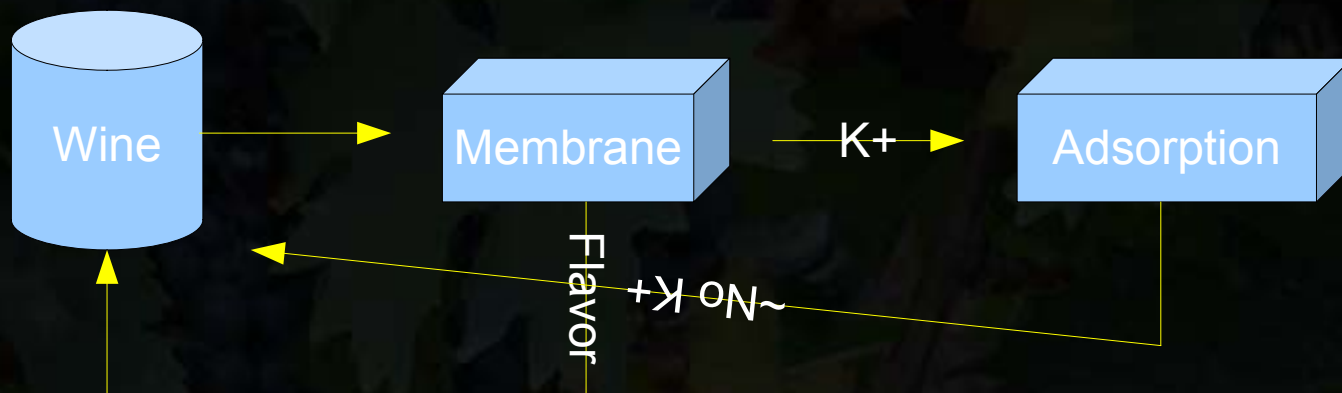 Wine
Membrane
K+
Adsorption
Flavor
~No K+